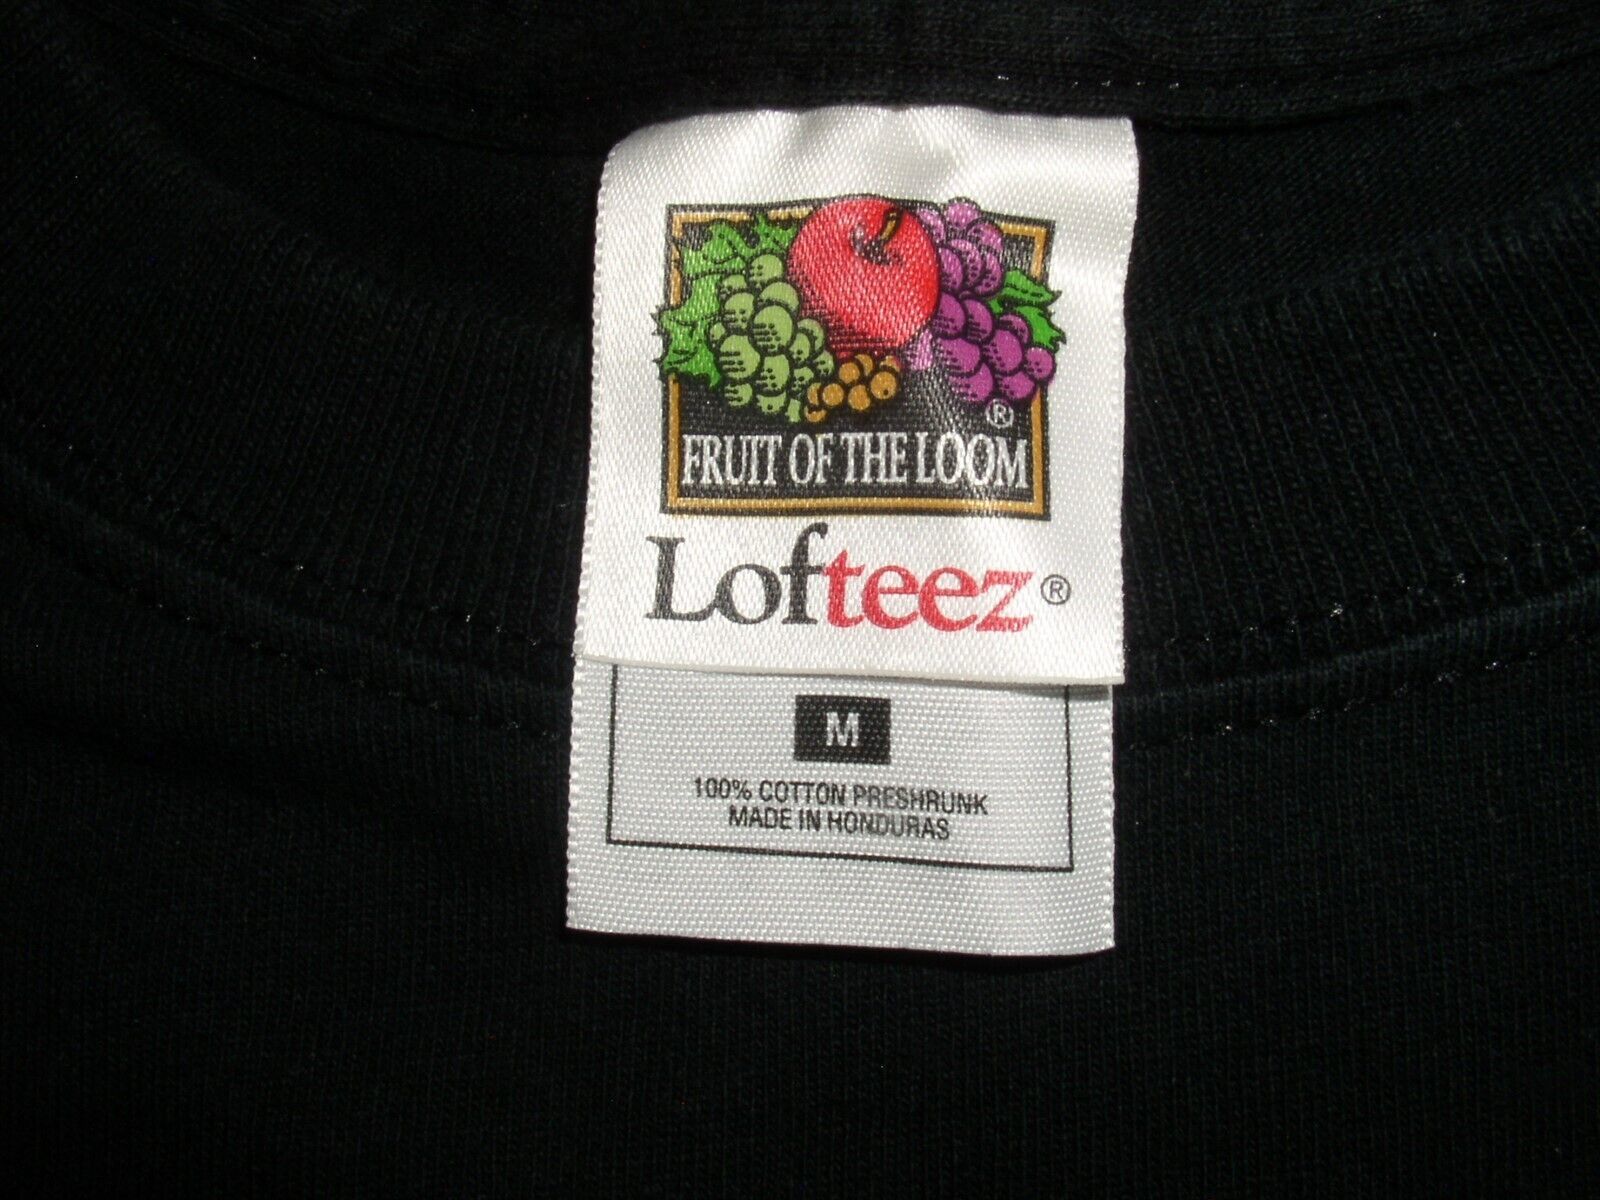 ®
FRUIT OF THE LOOM
Lofteez®
M
100% COTTON PRESHRUNK
MADE IN HONDURAS